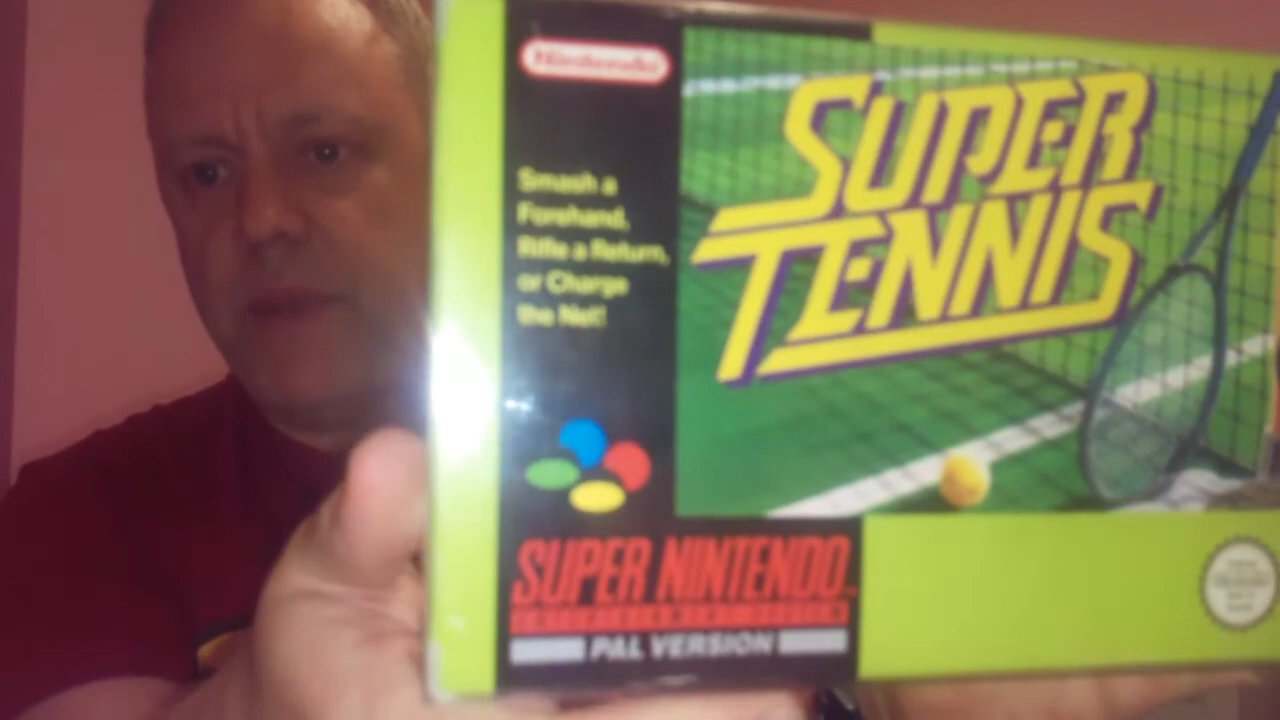 Nintendo
Smash a
Forehand,
Rifle a Return,
or Charge
the Net!
SUPER
TENNIS
SUPER NINTENDO
PAL VERSION